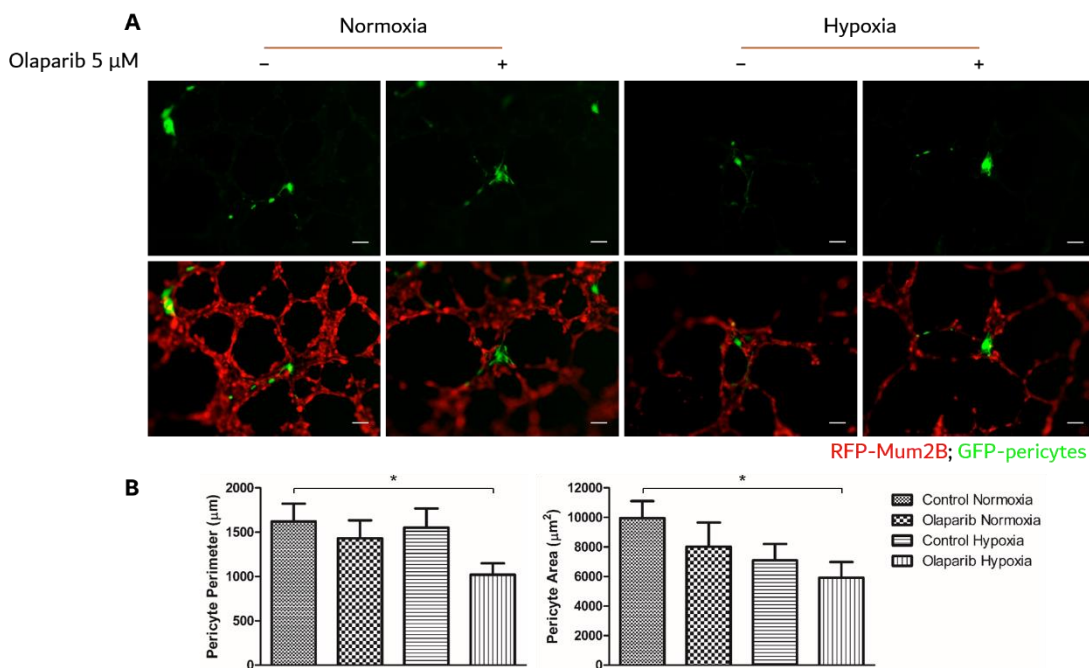 A
Normoxia
Hypoxia
Olaparib 5 μM
–
+
–
+
RFP-Mum2B; GFP-pericytes
B
Pericyte Perimeter (μm)
2000
1500
1000
500
0
*
Pericyte Area (μm²)
12000
10000
8000
6000
4000
2000
0
*
Control Normoxia
Olaparib Normoxia
Control Hypoxia
Olaparib Hypoxia